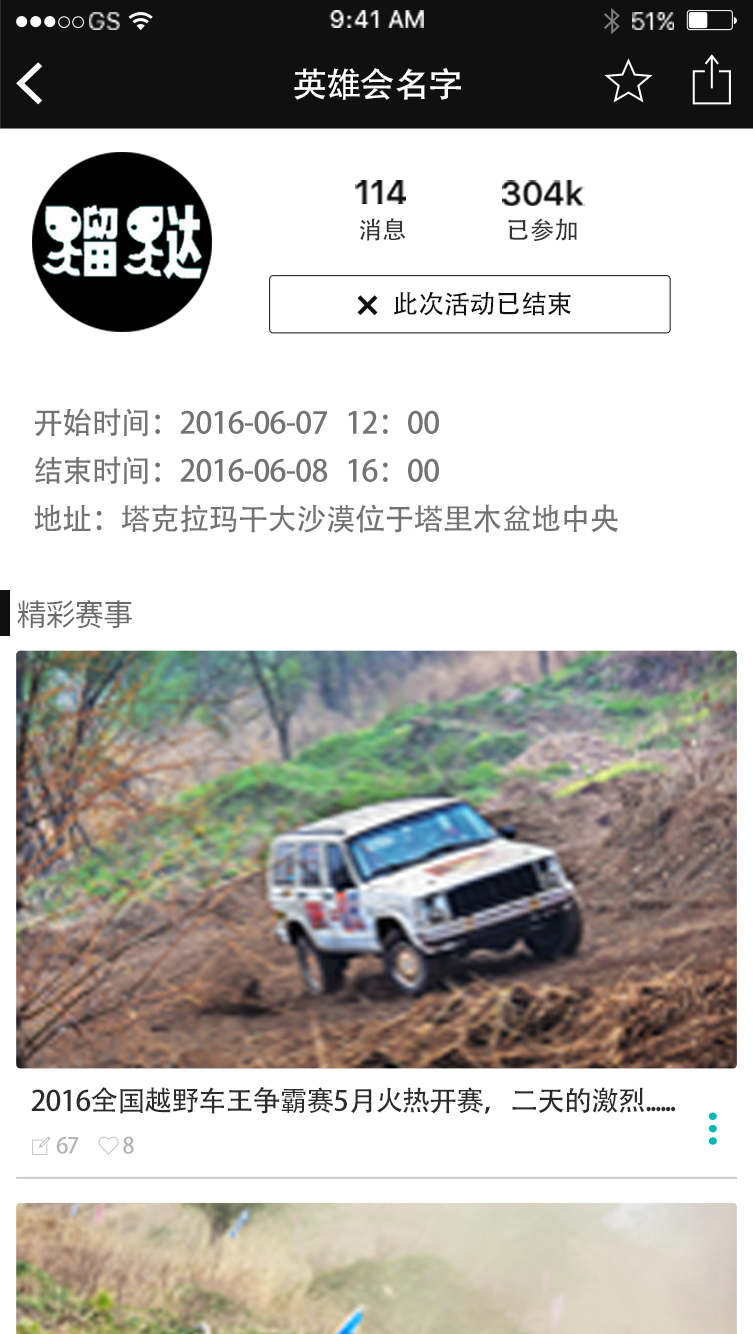 GS 9:41 AM 51%
英雄会名字
蹓跶
114 304k
消息 已参加
× 此次活动已结束
开始时间：2016-06-07 12：00
结束时间：2016-06-08 16：00
地址：塔克拉玛干大沙漠位于塔里木盆地中央
精彩赛事
2016全国越野车王争霸赛5月火热开赛，二天的激烈......
67 8